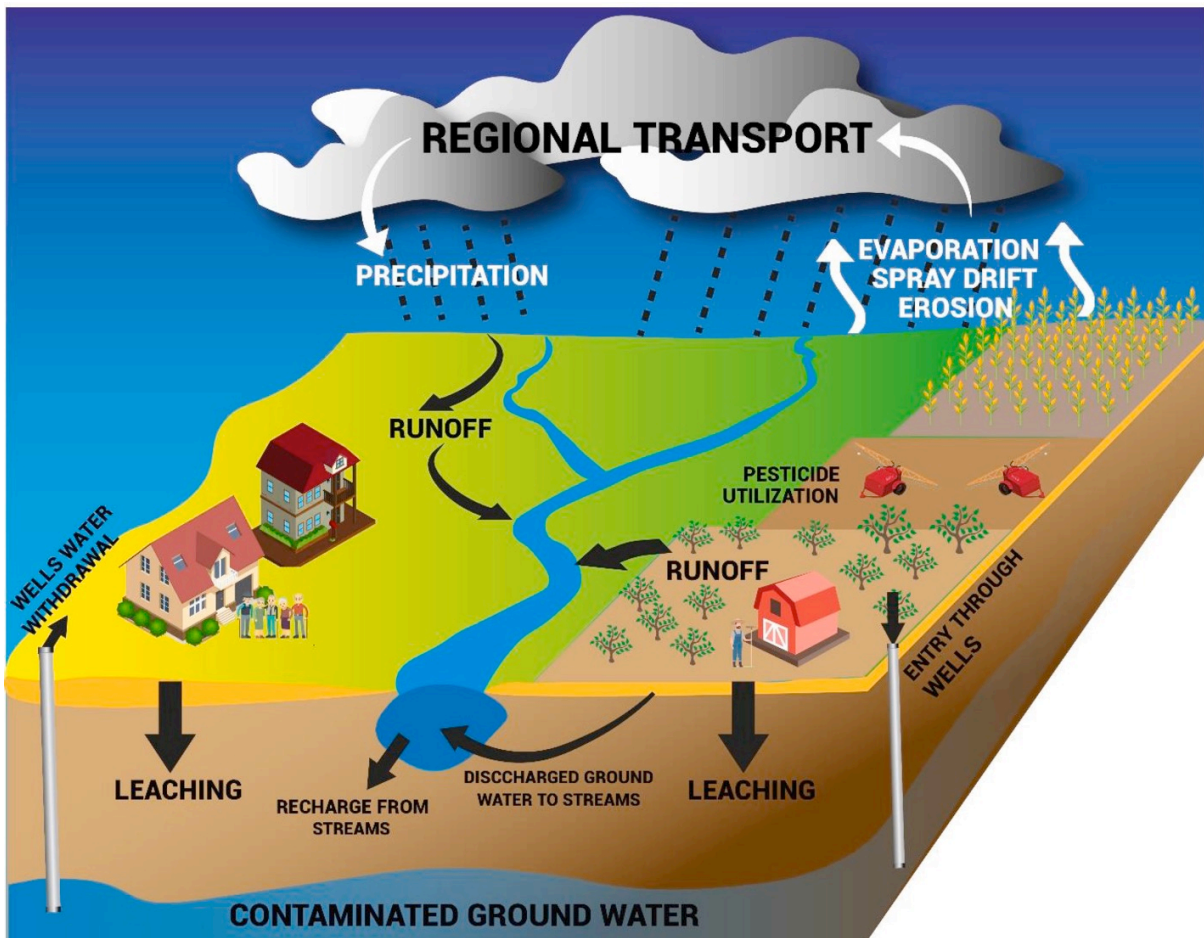 REGIONAL TRANSPORT
PRECIPITATION
EVAPORATION
SPRAY DRIFT
EROSION
RUNOFF
PESTICIDE
UTILIZATION
RUNOFF
WELLS WATER
WITHDRAWAL
ENTRY THROUGH
WELLS
LEACHING
RECHARGE FROM
STREAMS
DISCCHARGED GROUND
WATER TO STREAMS
LEACHING
CONTAMINATED GROUND WATER